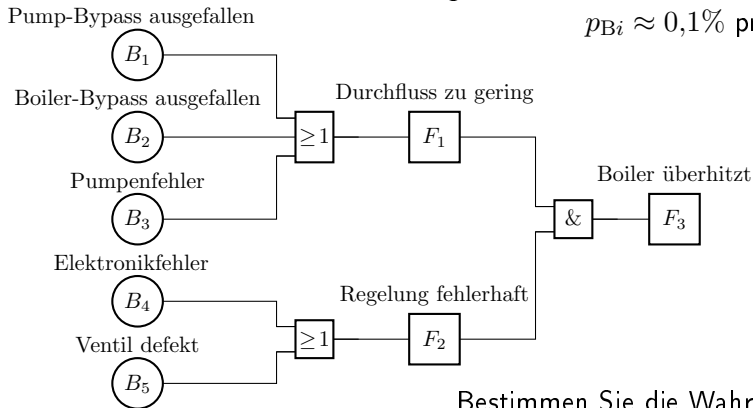 Pump-Bypass ausgefallen
p_Bi ≈ 0,1%
B1
Boiler-Bypass ausgefallen
Durchfluss zu gering
B2
≥1
F1
Pumpenfehler
Boiler überhitzt
B3
&
F3
Elektronikfehler
Regelung fehlerhaft
B4
Ventil defekt
≥1
F2
B5
Bestimmen Sie die